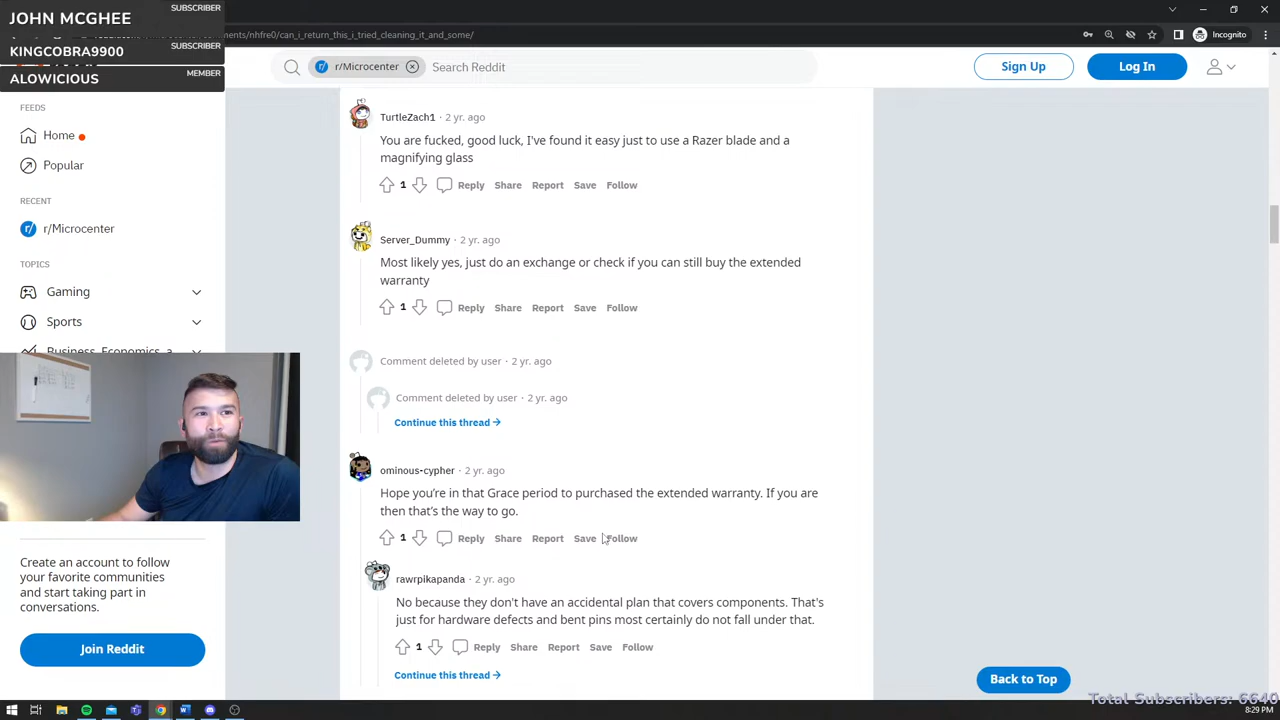 JOHN MCGHEE
SUBSCRIBER
KINGCOBRA9900
SUBSCRIBER
ALOWICIOUS
MEMBER
ments/nhfre0/can_i_return_this_i_tried_cleaning_it_and_some/
Incognito
r/Microcenter
Search Reddit
Sign Up
Log In
FEEDS
Home
Popular
RECENT
r/Microcenter
TOPICS
Gaming
Sports
Business, Economics, a
Create an account to follow
your favorite communities
and start taking part in
conversations.
Join Reddit
TurtleZach1 · 2 yr. ago
You are fucked, good luck, I've found it easy just to use a Razer blade and a
magnifying glass
1 Reply Share Report Save Follow
Server_Dummy · 2 yr. ago
Most likely yes, just do an exchange or check if you can still buy the extended
warranty
1 Reply Share Report Save Follow
Comment deleted by user · 2 yr. ago
Comment deleted by user · 2 yr. ago
Continue this thread →
ominous-cypher · 2 yr. ago
Hope you’re in that Grace period to purchased the extended warranty. If you are
then that’s the way to go.
1 Reply Share Report Save Follow
rawrpikapanda · 2 yr. ago
No because they don't have an accidental plan that covers components. That's
just for hardware defects and bent pins most certainly do not fall under that.
1 Reply Share Report Save Follow
Continue this thread →
Back to Top
Total Subscribers: 6640
8:29 PM